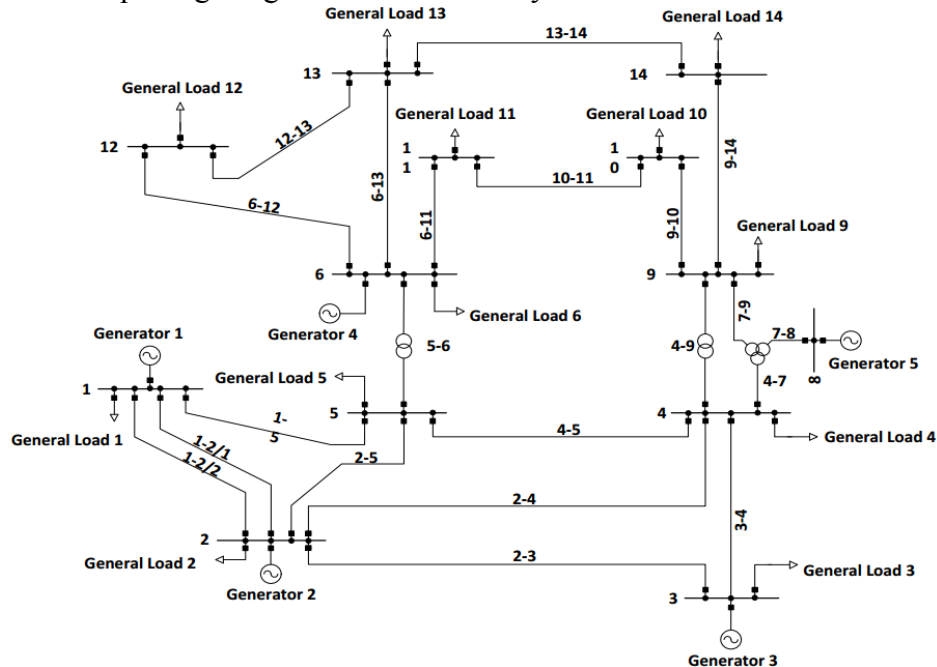 General Load 13
General Load 14
13-14
13
14
General Load 12
General Load 11
General Load 10
12-13
12
1
1
1
0
9-14
10-11
6-13
6-12
6-11
9-10
General Load 9
6
9
7-9
Generator 4
General Load 6
Generator 1
5-6
4-9
7-8
Generator 5
General Load 5
4-7
8
1
5
4
General Load 1
1-
5
4-5
General Load 4
1-2/1
1-2/2
2-5
2-4
3-4
2
General Load 2
2-3
General Load 3
Generator 2
3
Generator 3